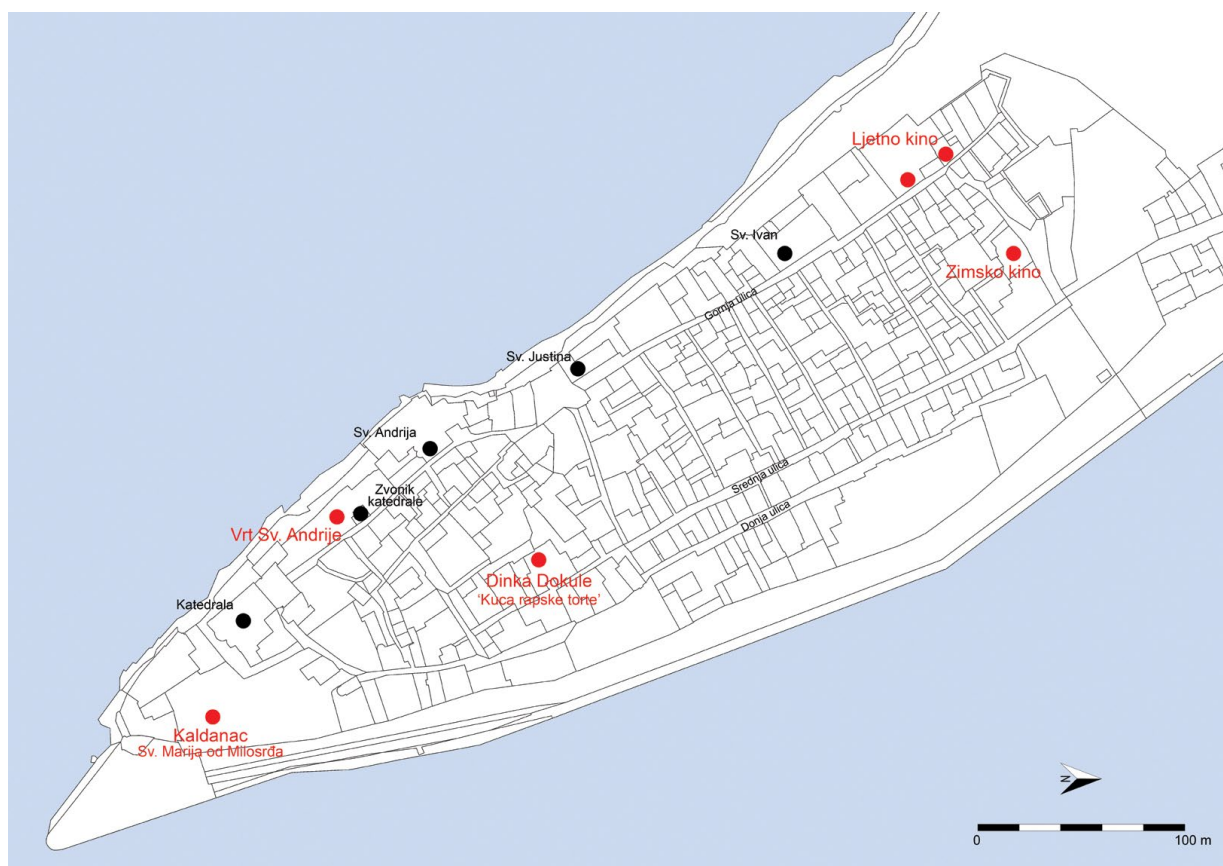 Ljetno kino
Sv. Ivan
Zimsko kino
Gornja ulica
Sv. Justina
Sv. Andrija
Srednja ulica
Zvonik
katedrale
Donja ulica
Vrt Sv. Andrije
Dinka Dokule
'Kuca rapske torte'
Katedrala
Kaldanac
Sv. Marija od Milosrđa
N
0
100 m